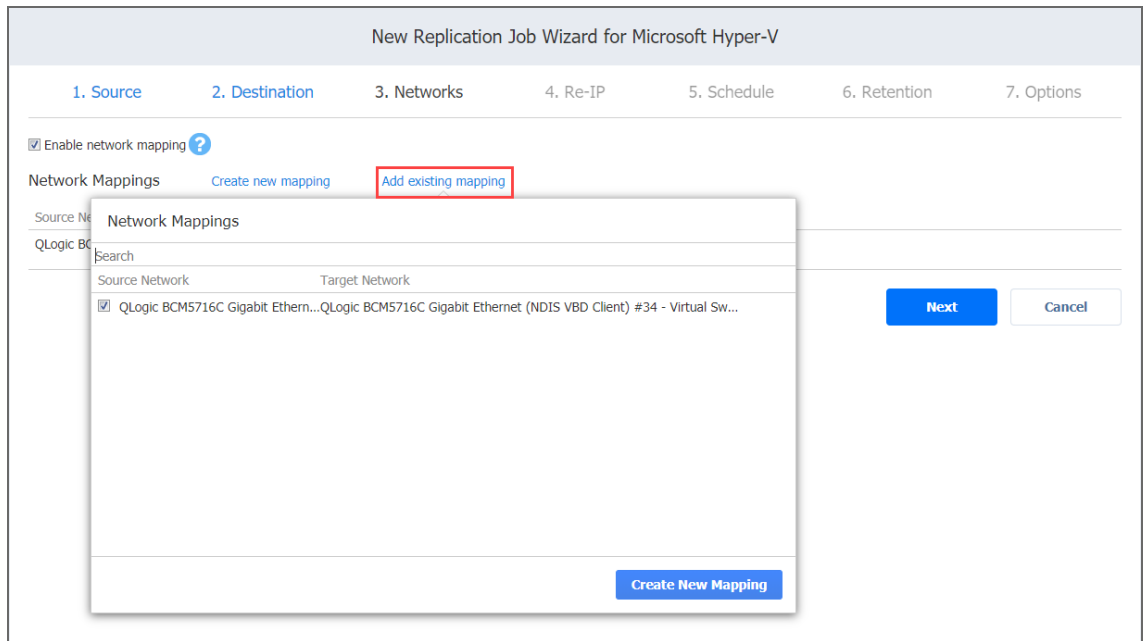 New Replication Job Wizard for Microsoft Hyper-V
1. Source 2. Destination 3. Networks 4. Re-IP 5. Schedule 6. Retention 7. Options
Enable network mapping ?
Network Mappings Create new mapping Add existing mapping
Source Ne
QLogic BC
Network Mappings
Search
Source Network Target Network
QLogic BCM5716C Gigabit Ethern...QLogic BCM5716C Gigabit Ethernet (NDIS VBD Client) #34 - Virtual Sw...
Create New Mapping
Next Cancel